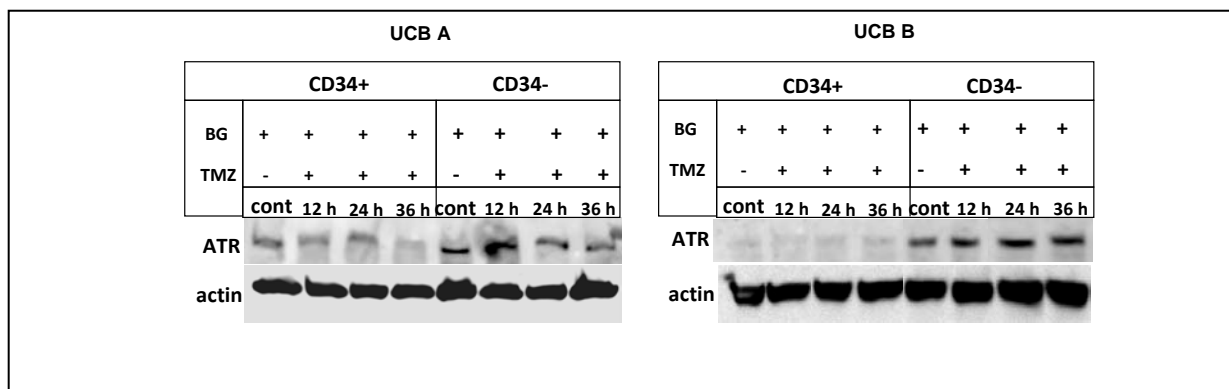 UCB A
CD34+ CD34-
BG + + + + + + + +
TMZ - + + + - + + +
cont 12 h 24 h 36 h cont 12 h 24 h 36 h
ATR
actin
UCB B
CD34+ CD34-
BG + + + + + + + +
TMZ - + + + - + + +
cont 12 h 24 h 36 h cont 12 h 24 h 36 h
ATR
actin